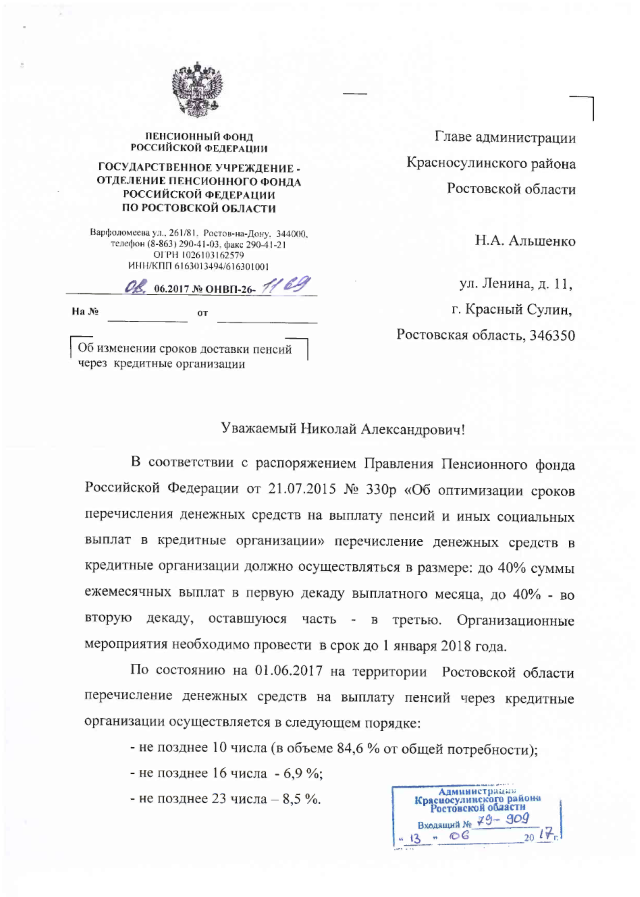 ПЕНСИОННЫЙ ФОНД
РОССИЙСКОЙ ФЕДЕРАЦИИ
ГОСУДАРСТВЕННОЕ УЧРЕЖДЕНИЕ -
ОТДЕЛЕНИЕ ПЕНСИОННОГО ФОНДА
РОССИЙСКОЙ ФЕДЕРАЦИИ
ПО РОСТОВСКОЙ ОБЛАСТИ
Варфоломеева ул., 261/81, Ростов-на-Дону, 344000,
телефон (8-863) 290-41-03, факс 290-41-21
ОГРН 1026103162579
ИНН/КПП 6163013494/616301001
08. 06.2017 № ОНВП-26- 1169
На № от
Об изменении сроков доставки пенсий
через кредитные организации
Главе администрации
Красносулинского района
Ростовской области
Н.А. Альшенко
ул. Ленина, д. 11,
г. Красный Сулин,
Ростовская область, 346350
Уважаемый Николай Александрович!
В соответствии с распоряжением Правления Пенсионного фонда
Российской Федерации от 21.07.2015 № 330р «Об оптимизации сроков
перечисления денежных средств на выплату пенсий и иных социальных
выплат в кредитные организации» перечисление денежных средств в
кредитные организации должно осуществляться в размере: до 40% суммы
ежемесячных выплат в первую декаду выплатного месяца, до 40% - во
вторую декаду, оставшуюся часть - в третью. Организационные
мероприятия необходимо провести в срок до 1 января 2018 года.
По состоянию на 01.06.2017 на территории Ростовской области
перечисление денежных средств на выплату пенсий через кредитные
организации осуществляется в следующем порядке:
- не позднее 10 числа (в объеме 84,6 % от общей потребности);
- не позднее 16 числа - 6,9 %;
- не позднее 23 числа – 8,5 %.
Администрация
Красносулинского района
Ростовской области
Входящий № 79-909
" 13 " 06 2017 г.